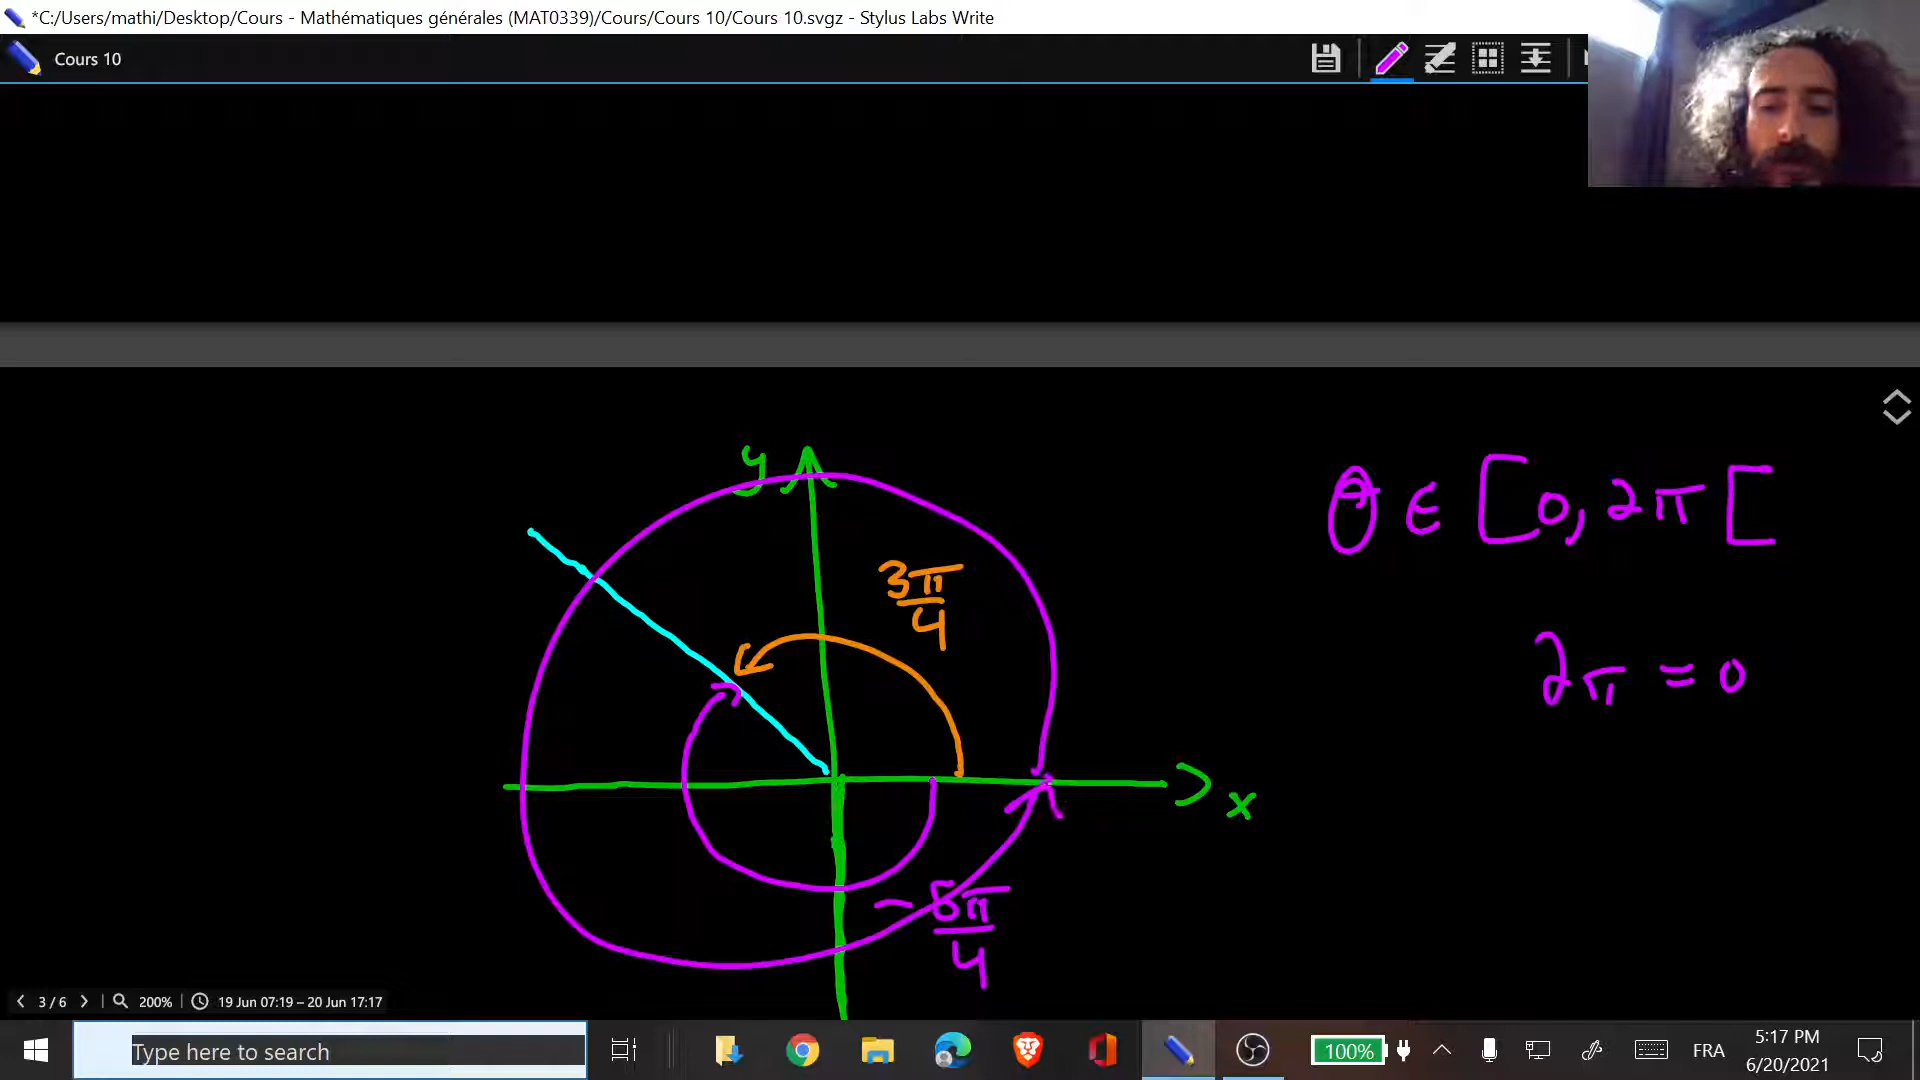 *C:/Users/mathi/Desktop/Cours - Mathématiques générales (MAT0339)/Cours/Cours 10/Cours 10.svgz - Stylus Labs Write
Cours 10
y
θ ∈ [0, 2π [
3π
4
2π = 0
x
- 5π
4
3 / 6
200%
19 Jun 07:19 – 20 Jun 17:17
Type here to search
100%
FRA
5:17 PM
6/20/2021